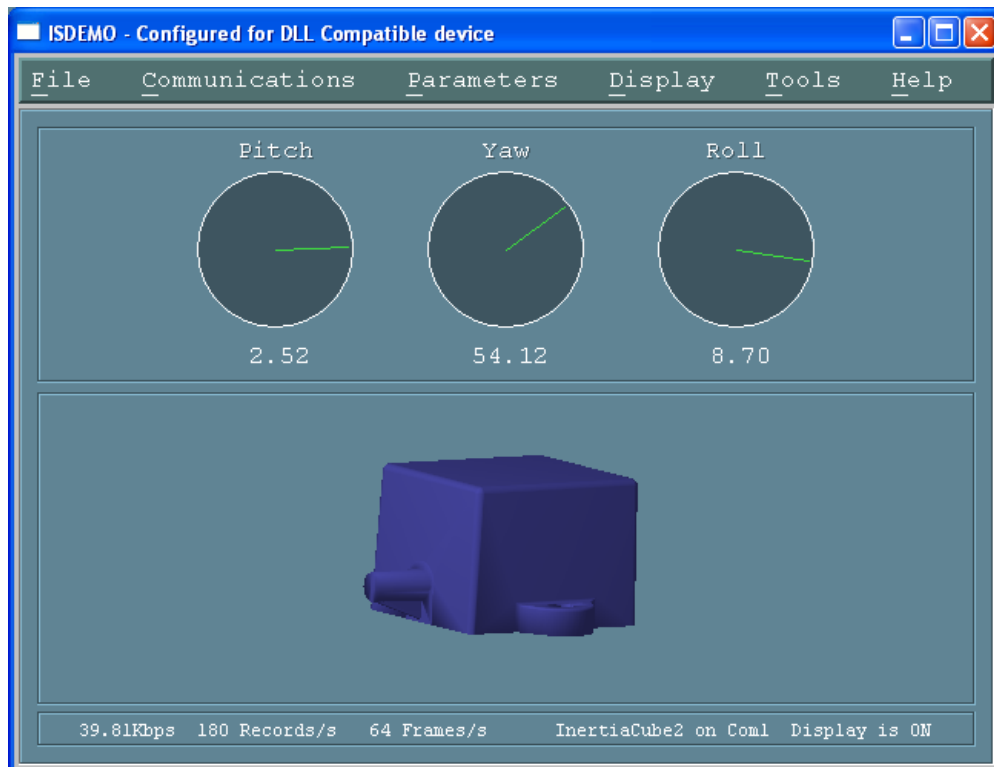 ISDEMO - Configured for DLL Compatible device
File Communications Parameters Display Tools Help
Pitch Yaw Roll
2.52 54.12 8.70
39.81Kbps 180 Records/s 64 Frames/s InertiaCube2 on Com1 Display is ON